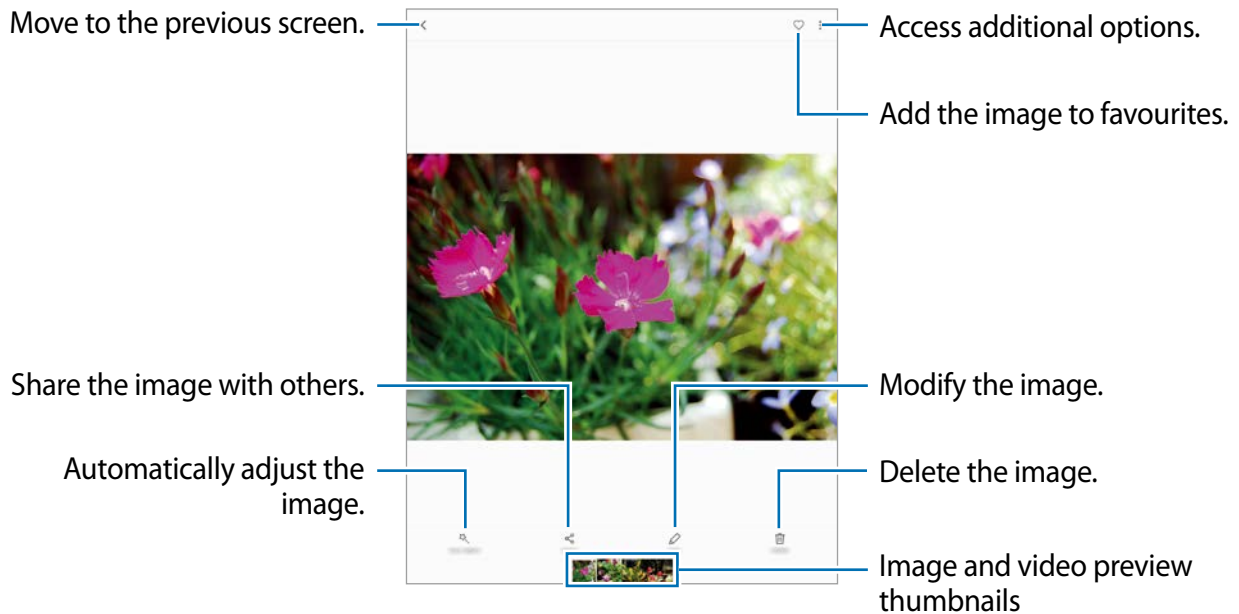 Move to the previous screen.
Access additional options.
Add the image to favourites.
Share the image with others.
Modify the image.
Automatically adjust the
image.
Delete the image.
Image and video preview
thumbnails